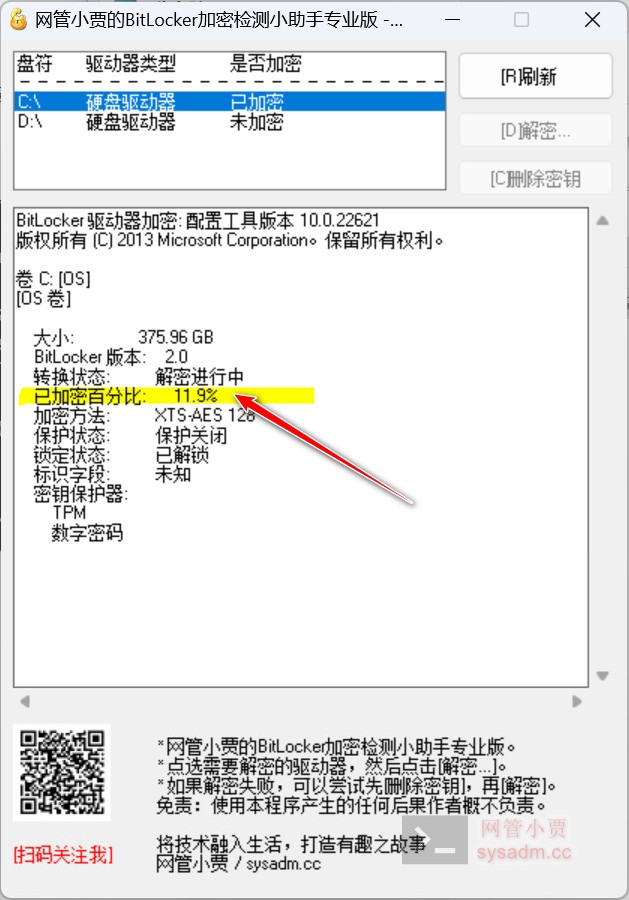 网管小贾的BitLocker加密检测小助手专业版 -...
盘符 驱动器类型 是否加密
- - - - - - - - - - - - - - - - - - - - - - - - - - - - - - - -
C:\ 硬盘驱动器 已加密
D:\ 硬盘驱动器 未加密
[R]刷新
[D]解密...
[C]删除密钥
BitLocker 驱动器加密: 配置工具版本 10.0.22621
版权所有 (C) 2013 Microsoft Corporation。保留所有权利。
卷 C: [OS]
[OS 卷]
大小: 375.96 GB
BitLocker 版本: 2.0
转换状态: 解密进行中
已加密百分比: 11.9%
加密方法: XTS-AES 128
保护状态: 保护关闭
锁定状态: 已解锁
标识字段: 未知
密钥保护器:
TPM
数字密码
*网管小贾的BitLocker加密检测小助手专业版。
*点选需要解密的驱动器，然后点击[解密...]。
*如果解密失败，可以尝试先[删除密钥]，再[解密]。
免责：使用本程序产生的任何后果作者概不负责。
将技术融入生活，打造有趣之故事
网管小贾 / sysadm.cc
[扫码关注我]
网管小贾
sysadm.cc